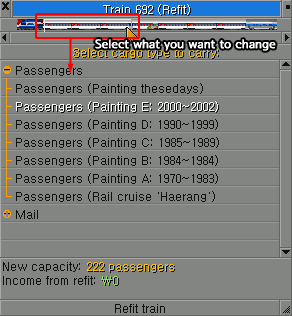 Train 692 (Refit)
Select what you want to change
Select cargo type to carry:
Passengers
Passengers (Painting thesedays)
Passengers (Painting E: 2000~2002)
Passengers (Painting D: 1990~1999)
Passengers (Painting C: 1985~1989)
Passengers (Painting B: 1984~1984)
Passengers (Painting A: 1970~1983)
Passengers (Rail cruise 'Haerang')
Mail
New capacity: 222 passengers
Income from refit: ₩0
Refit train